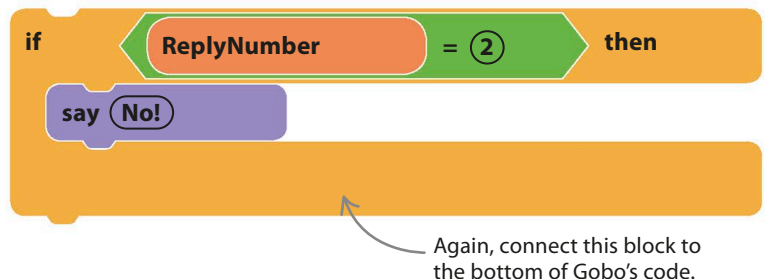 if ReplyNumber = 2 then
say No!
Again, connect this block to
the bottom of Gobo's code.